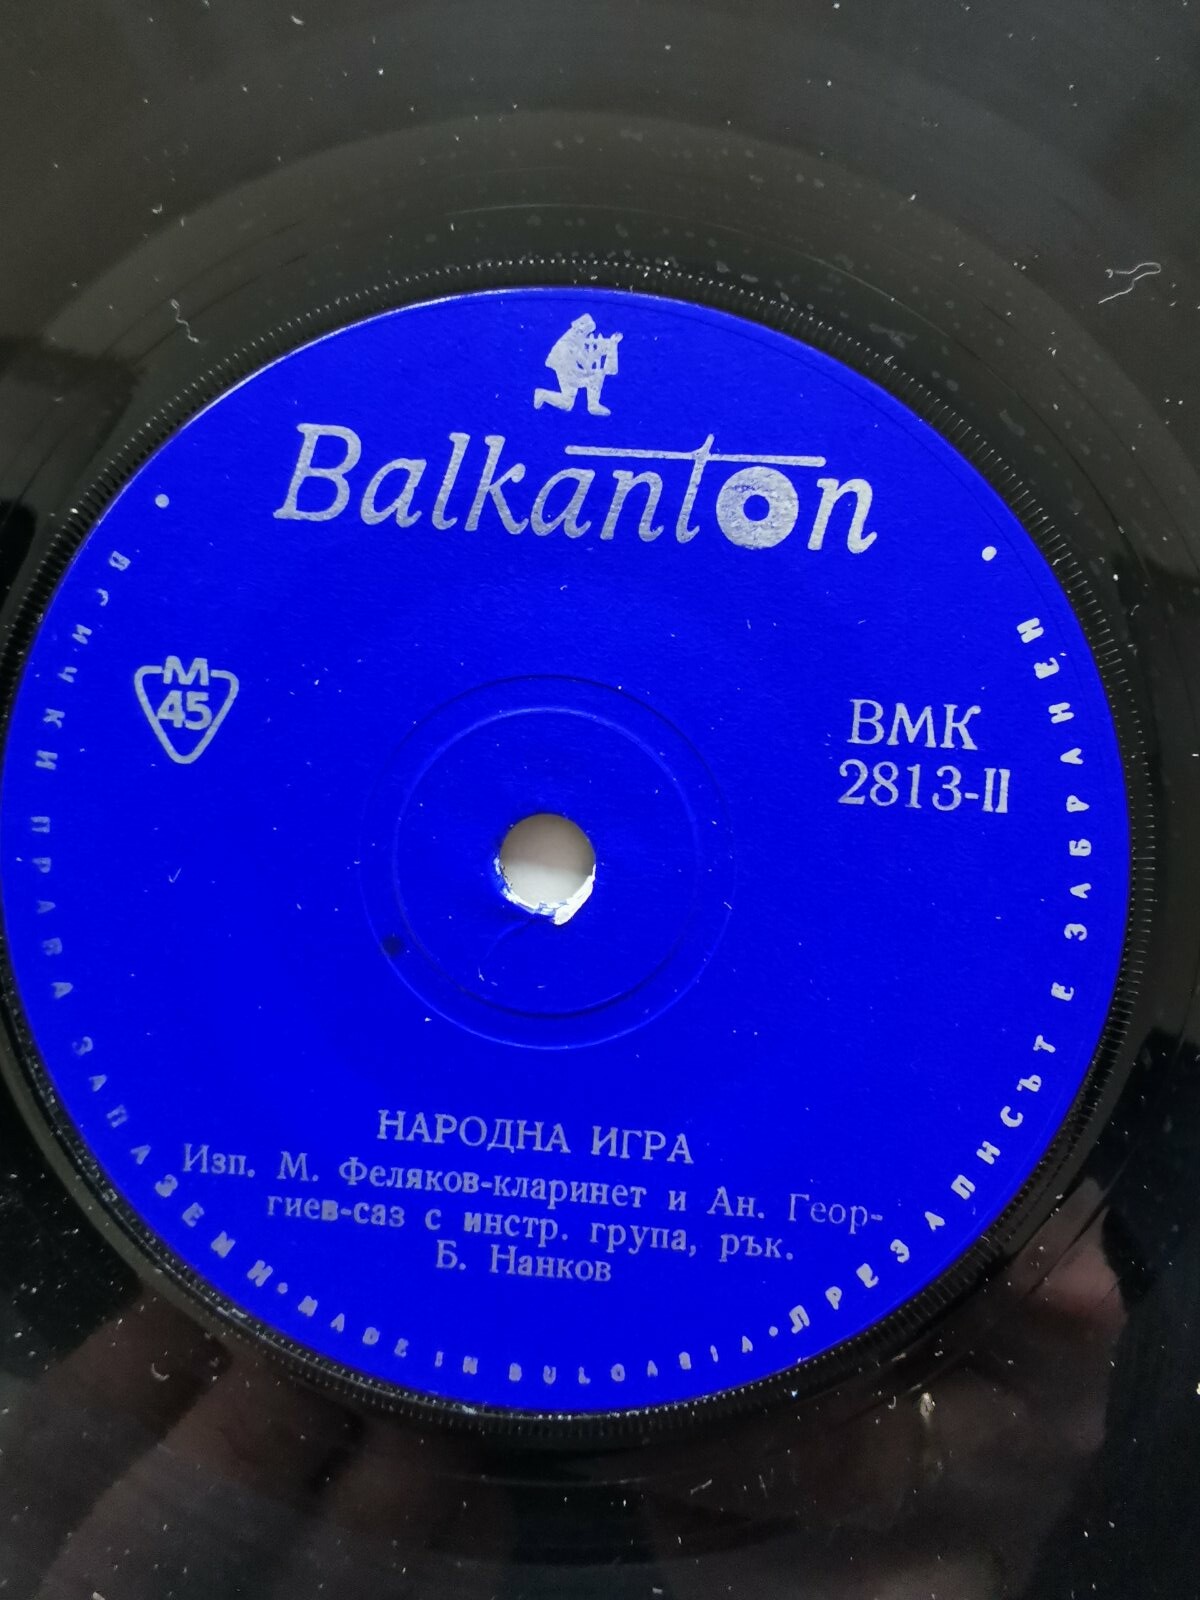 Balkanton
M
45
ВМК
2813-II
НАРОДНА ИГРА
Изп. М. Феляков-кларинет и Ан. Геор-
гиев-саз с инстр. група, рък.
Б. Нанков
ВСИЧКИ ПРАВА ЗАПАЗЕНИ • MADE IN BULGARIA • ПРЕЗАПИСЪТ Е ЗАБРАНЕН